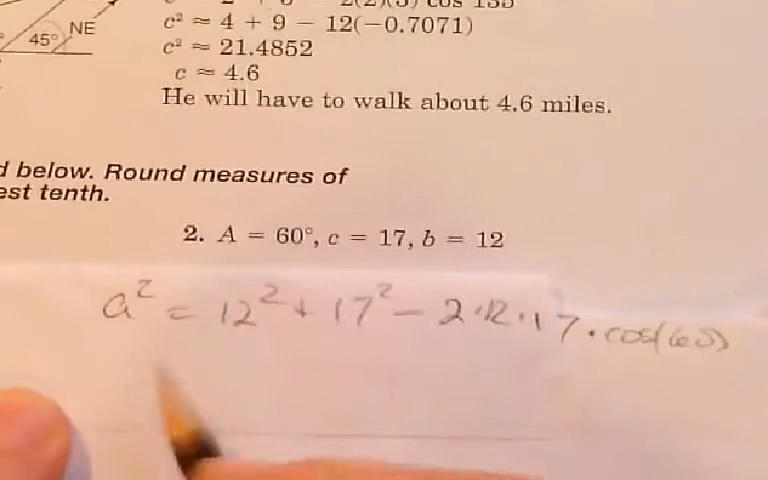 NE
45°
c² ≈ 4 + 9 − 12(−0.7071)
c² ≈ 21.4852
c ≈ 4.6
He will have to walk about 4.6 miles.
below. Round measures of
est tenth.
2. A = 60°, c = 17, b = 12
a² = 12² + 17² − 2·12·17·cos(60)